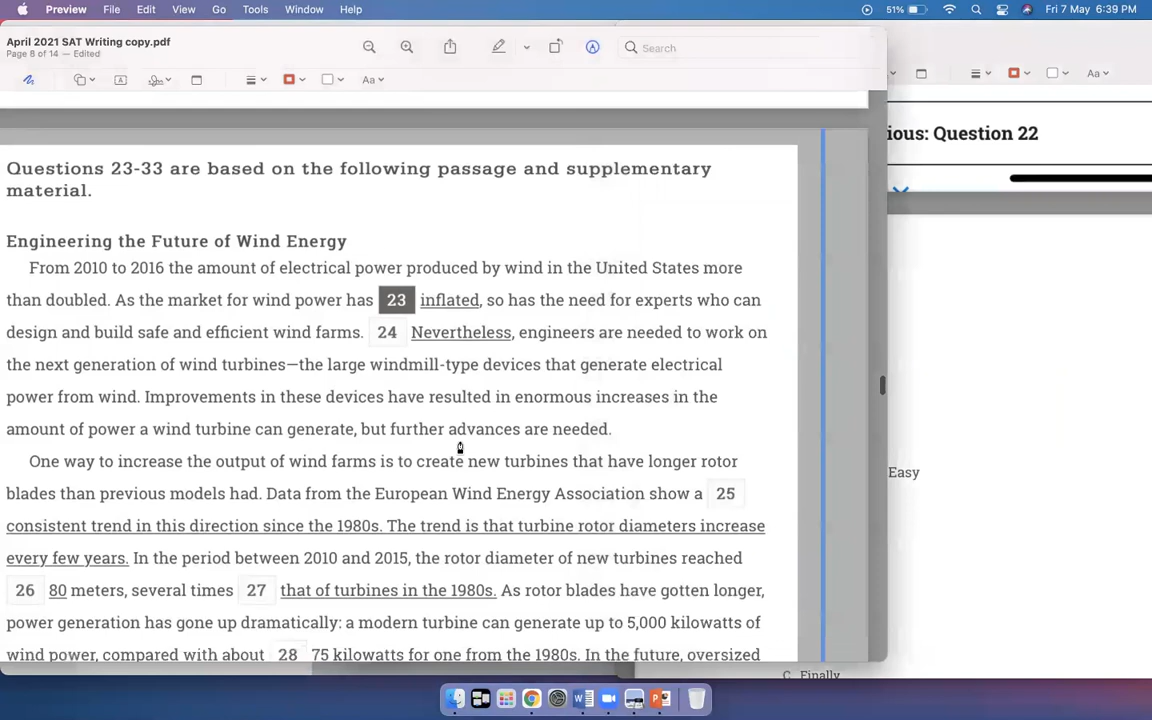 Preview File Edit View Go Tools Window Help 51% Fri 7 May 6:39 PM
April 2021 SAT Writing copy.pdf
Page 8 of 14 — Edited
Search
Aa
Aa
ious: Question 22
Questions 23-33 are based on the following passage and supplementary
material.
Engineering the Future of Wind Energy
From 2010 to 2016 the amount of electrical power produced by wind in the United States more
than doubled. As the market for wind power has 23 inflated, so has the need for experts who can
design and build safe and efficient wind farms. 24 Nevertheless, engineers are needed to work on
the next generation of wind turbines—the large windmill-type devices that generate electrical
power from wind. Improvements in these devices have resulted in enormous increases in the
amount of power a wind turbine can generate, but further advances are needed.
One way to increase the output of wind farms is to create new turbines that have longer rotor
blades than previous models had. Data from the European Wind Energy Association show a 25
consistent trend in this direction since the 1980s. The trend is that turbine rotor diameters increase
every few years. In the period between 2010 and 2015, the rotor diameter of new turbines reached
26 80 meters, several times 27 that of turbines in the 1980s. As rotor blades have gotten longer,
power generation has gone up dramatically: a modern turbine can generate up to 5,000 kilowatts of
wind power, compared with about 28 75 kilowatts for one from the 1980s. In the future, oversized
Easy
C Finally